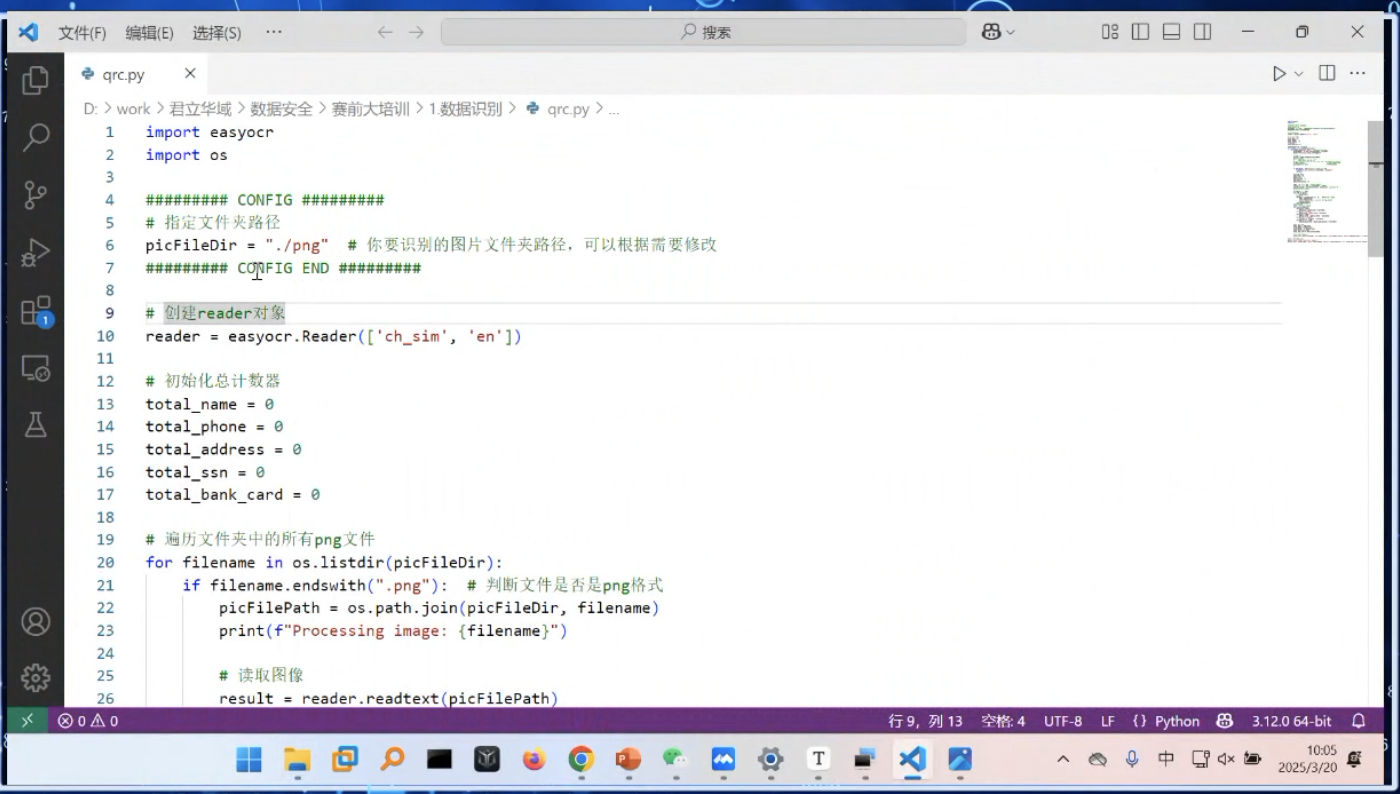 文件(F) 编辑(E) 选择(S) ··· 搜索
qrc.py
D: > work > 君立华域 > 数据安全 > 赛前大培训 > 1.数据识别 > qrc.py > ...
1 import easyocr
2 import os
3
4 ######### CONFIG #########
5 # 指定文件夹路径
6 picFileDir = "./png"  # 你要识别的图片文件夹路径，可以根据需要修改
7 ######### CONFIG END #########
8
9 # 创建reader对象
10 reader = easyocr.Reader(['ch_sim', 'en'])
11
12 # 初始化总计数器
13 total_name = 0
14 total_phone = 0
15 total_address = 0
16 total_ssn = 0
17 total_bank_card = 0
18
19 # 遍历文件夹中的所有png文件
20 for filename in os.listdir(picFileDir):
21     if filename.endswith(".png"):  # 判断文件是否是png格式
22         picFilePath = os.path.join(picFileDir, filename)
23         print(f"Processing image: {filename}")
24
25         # 读取图像
26         result = reader.readtext(picFilePath)
1
0 0 行 9，列 13 空格: 4 UTF-8 LF {} Python 3.12.0 64-bit
中 10:05
2025/3/20